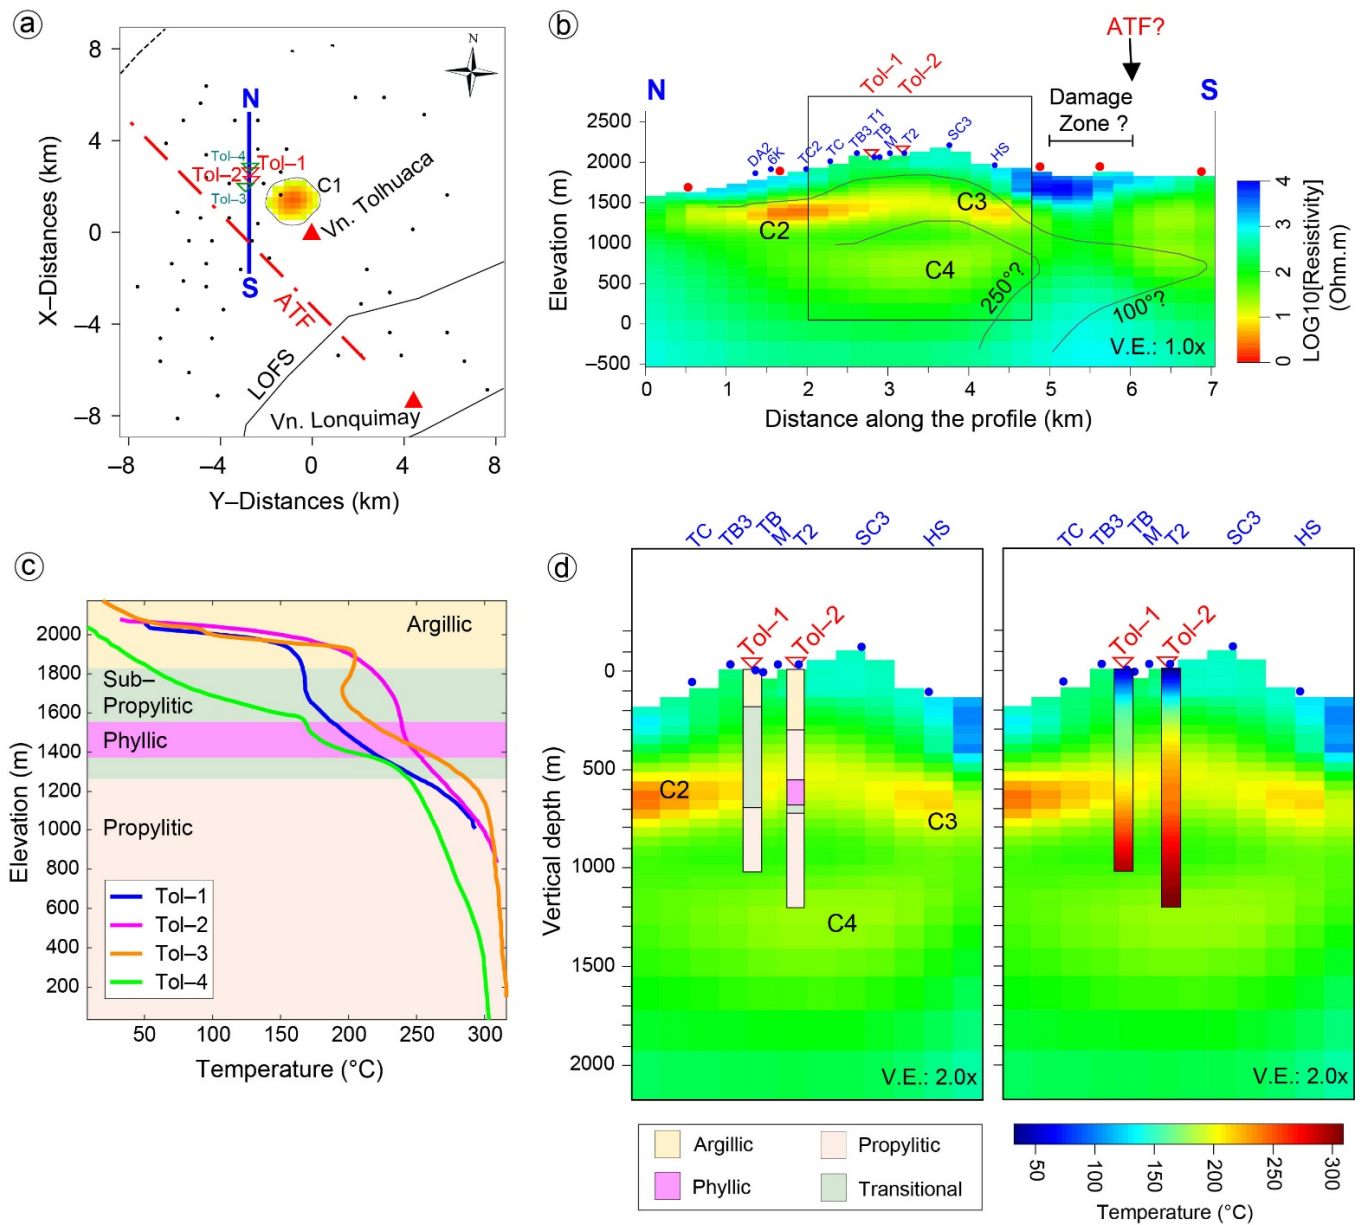 a
8
4
0
−4
−8
X−Distances (km)
−8
−4
0
4
8
Y−Distances (km)
N
N
Tol−4
Tol−1
Tol−2
Tol−3
C1
Vn. Tolhuaca
S
ATF
LOFS
Vn. Lonquimay
b
ATF?
N
S
Tol−1
Tol−2
Damage
Zone ?
DA2
6K
TC2
TC
TB3
T1
TB
M
T2
SC3
HS
2500
2000
1500
1000
500
0
−500
Elevation (m)
C2
C3
C4
250°?
100°?
V.E.: 1.0x
0
1
2
3
4
5
6
7
Distance along the profile (km)
4
3
2
1
0
LOG10[Resistivity]
(Ohm.m)
c
Argillic
Sub−
Propylitic
Phyllic
Propylitic
2000
1800
1600
1400
1200
1000
800
600
400
200
Elevation (m)
Tol−1
Tol−2
Tol−3
Tol−4
50
100
150
200
250
300
Temperature (°C)
d
TC
TB3
TB
M
T2
SC3
HS
Tol−1
Tol−2
0
500
1000
1500
2000
Vertical depth (m)
C2
C3
C4
V.E.: 2.0x
TC
TB3
TB
M
T2
SC3
HS
Tol−1
Tol−2
V.E.: 2.0x
Argillic
Propylitic
Phyllic
Transitional
50
100
150
200
250
300
Temperature (°C)